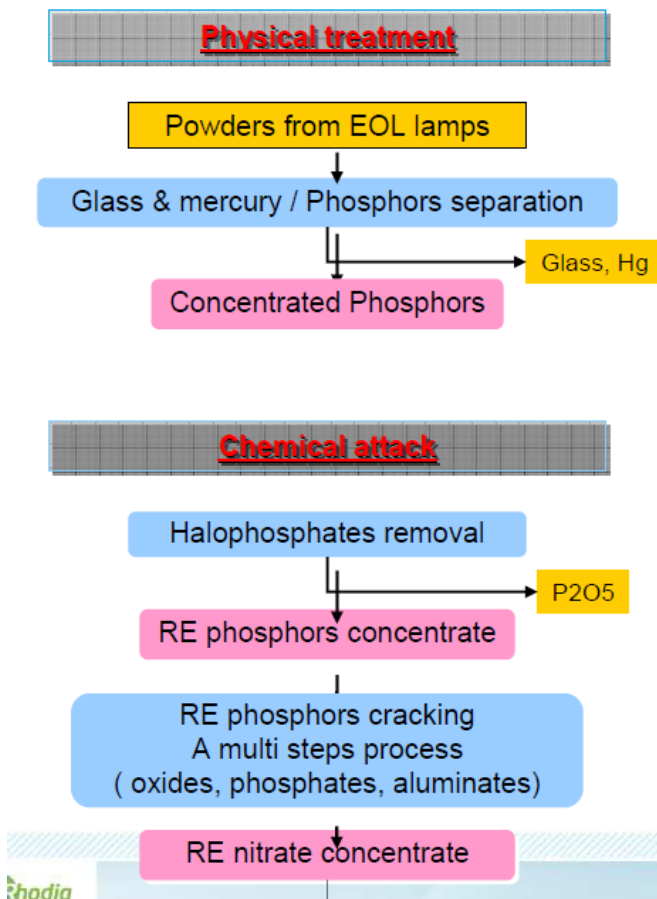 Physical treatment
Powders from EOL lamps
Glass & mercury / Phosphors separation
Glass, Hg
Concentrated Phosphors
Chemical attack
Halophosphates removal
P2O5
RE phosphors concentrate
RE phosphors cracking
A multi steps process
( oxides, phosphates, aluminates)
RE nitrate concentrate
Rhodia